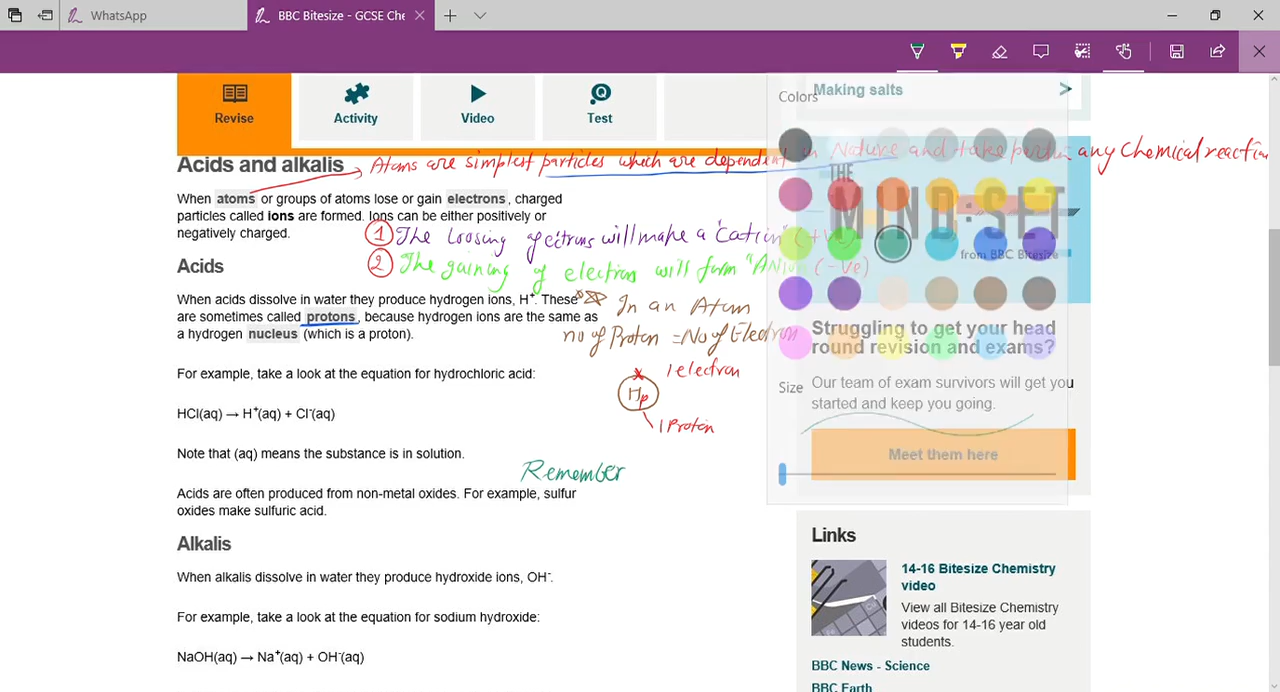 WhatsApp
BBC Bitesize - GCSE Che
Revise
Activity
Video
Test
Colors
Making salts
Acids and alkalis
Atoms are simplest particles which are dependent in Nature and take part in any Chemical reaction
When atoms or groups of atoms lose or gain electrons, charged
particles called ions are formed. Ions can be either positively or
negatively charged.
1 The loosing of ectrons will make a "Cation" (+ve)
2 The gaining of electron will form "ANion (-ve)
THE
MIND: SET
from BBC Bitesize
Acids
When acids dissolve in water they produce hydrogen ions, H+. These
are sometimes called protons, because hydrogen ions are the same as
a hydrogen nucleus (which is a proton).
In an Atom
no of Proton = No of Electron
1 electron
H p
1 Proton
For example, take a look at the equation for hydrochloric acid:
HCl(aq) → H+(aq) + Cl-(aq)
Note that (aq) means the substance is in solution.
Remember
Acids are often produced from non-metal oxides. For example, sulfur
oxides make sulfuric acid.
Struggling to get your head
round revision and exams?
Size
Our team of exam survivors will get you
started and keep you going.
Meet them here
Alkalis
When alkalis dissolve in water they produce hydroxide ions, OH-.
For example, take a look at the equation for sodium hydroxide:
NaOH(aq) → Na+(aq) + OH-(aq)
Links
14-16 Bitesize Chemistry
video
View all Bitesize Chemistry
videos for 14-16 year old
students.
BBC News - Science
BBC Earth